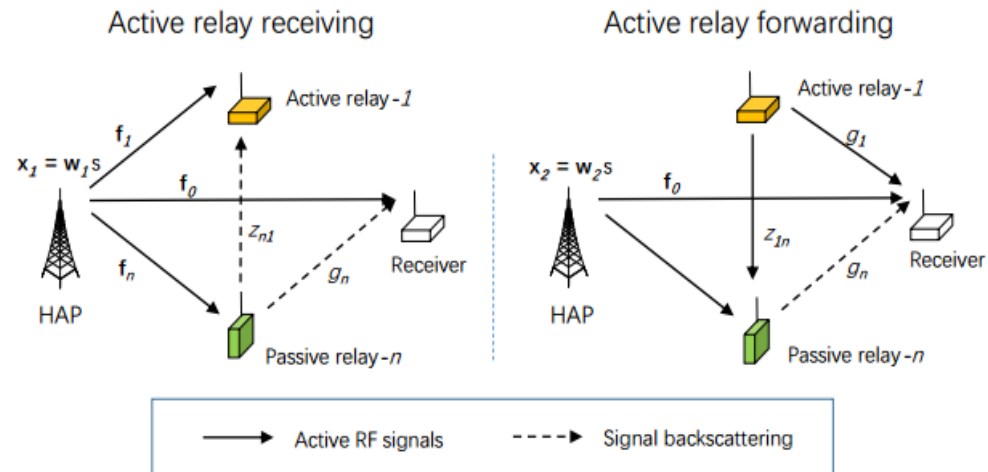 Active relay receiving
Active relay-1
f1
x1 = w1s
f0
zn1
fn
gn
Receiver
HAP
Passive relay-n
Active relay forwarding
Active relay-1
g1
x2 = w2s
f0
z1n
gn
Receiver
HAP
Passive relay-n
Active RF signals
Signal backscattering